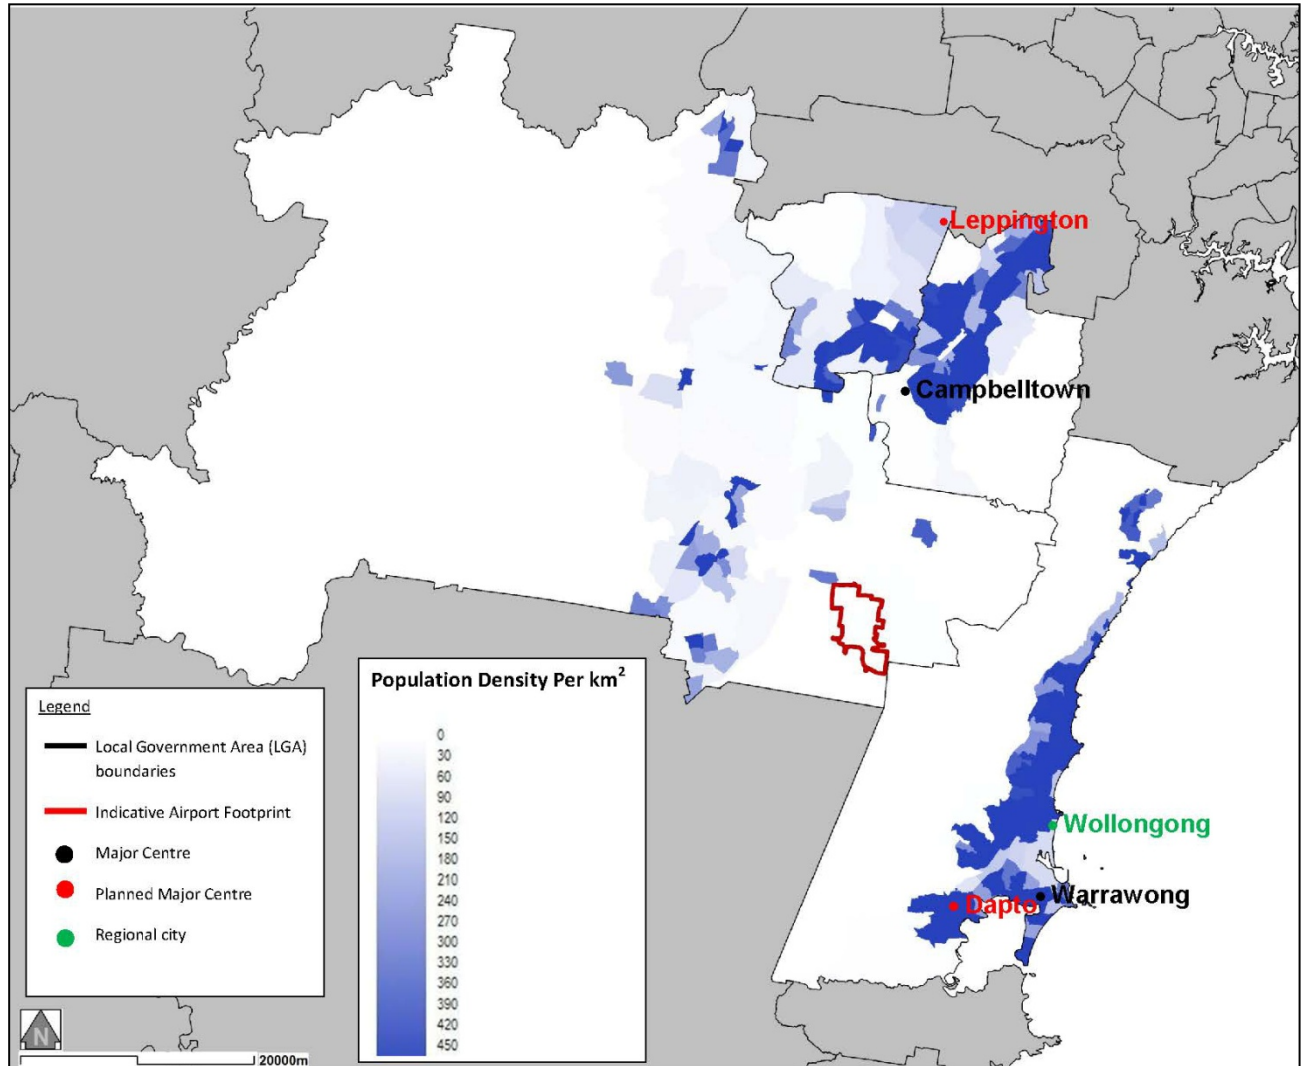 Leppington
Campbelltown
Wollongong
Warrawong
Dapto
Population Density Per km²
0
30
60
90
120
150
180
210
240
270
330
360
390
420
450
Legend
Local Government Area (LGA)
boundaries
Indicative Airport Footprint
Major Centre
Planned Major Centre
Regional city
N
20000m